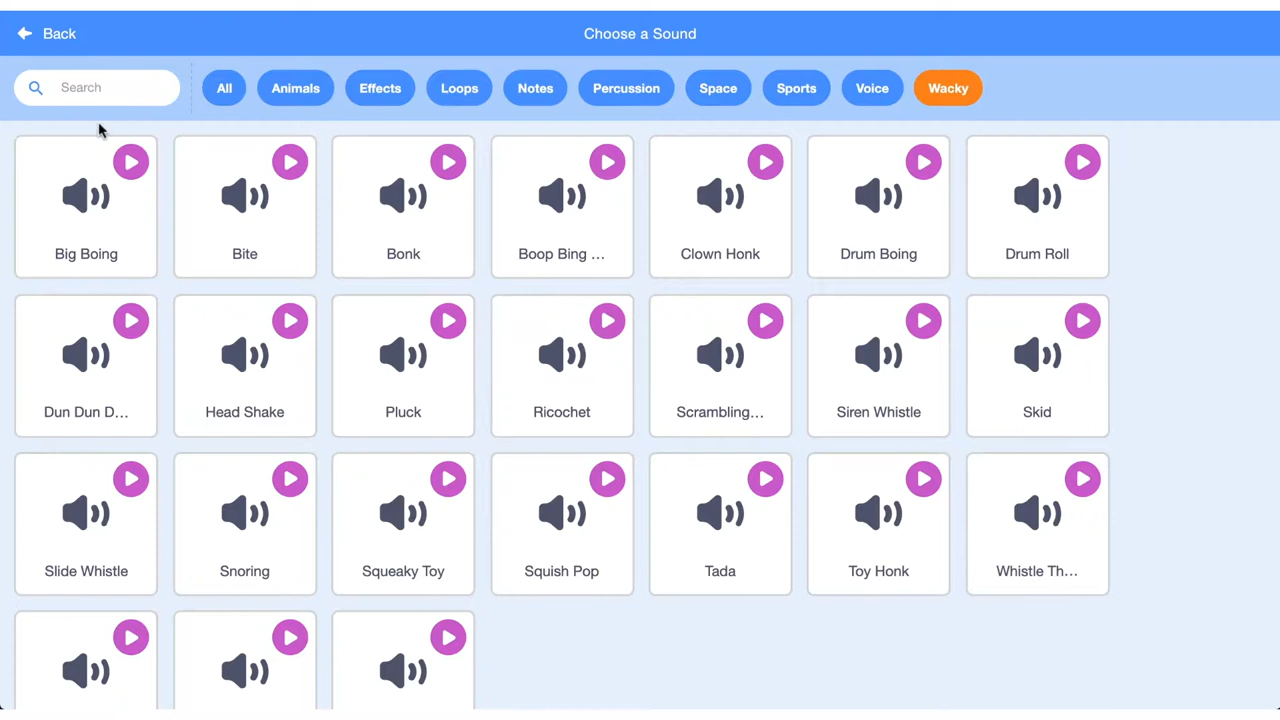 Back
Choose a Sound
Search
All
Animals
Effects
Loops
Notes
Percussion
Space
Sports
Voice
Wacky
Big Boing
Bite
Bonk
Boop Bing ...
Clown Honk
Drum Boing
Drum Roll
Dun Dun D...
Head Shake
Pluck
Ricochet
Scrambling...
Siren Whistle
Skid
Slide Whistle
Snoring
Squeaky Toy
Squish Pop
Tada
Toy Honk
Whistle Th...